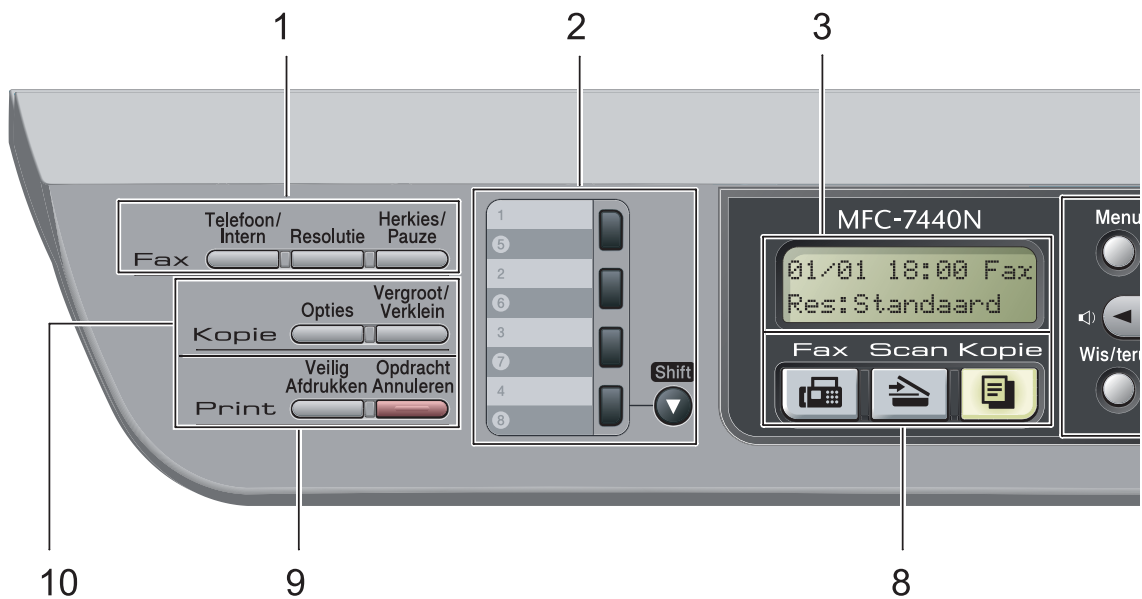 1 2 3
Telefoon/
Intern
Resolutie
Herkies/
Pauze
Fax
Opties
Vergroot/
Verklein
Kopie
Veilig
Afdrukken
Opdracht
Annuleren
Print
1
5
2
6
3
7
4
8
Shift
MFC-7440N
01/01 18:00 Fax
Res:Standaard
Fax Scan Kopie
Menu
Wis/teru
10 9 8